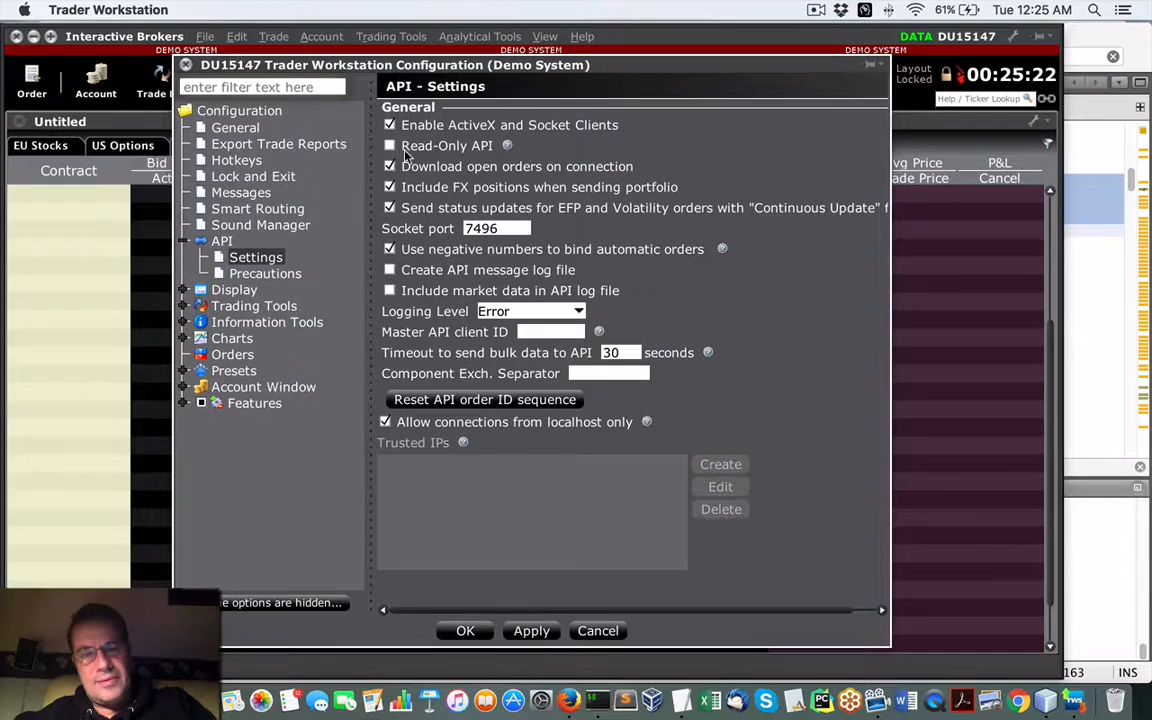 Trader Workstation
61%
Tue 12:25 AM
Interactive Brokers File Edit Trade Account Trading Tools Analytical Tools View Help DATA DU15147
DEMO SYSTEM DEMO SYSTEM DEMO SYSTEM
DU15147 Trader Workstation Configuration (Demo System)
Order
Account
Trade
Layout
Locked
00:25:22
Help / Ticker Lookup
Untitled
EU Stocks
US Options
Contract
Bid
P&L
Cancel
enter filter text here
Configuration
General
Export Trade Reports
Hotkeys
Lock and Exit
Messages
Smart Routing
Sound Manager
API
Settings
Precautions
Display
Trading Tools
Information Tools
Charts
Orders
Presets
Account Window
Features
e options are hidden...
API - Settings
General
Enable ActiveX and Socket Clients
Read-Only API
Download open orders on connection
Include FX positions when sending portfolio
Send status updates for EFP and Volatility orders with "Continuous Update" f
Socket port 7496
Use negative numbers to bind automatic orders
Create API message log file
Include market data in API log file
Logging Level Error
Master API client ID
Timeout to send bulk data to API 30 seconds
Component Exch. Separator
Reset API order ID sequence
Allow connections from localhost only
Trusted IPs
Create
Edit
Delete
OK Apply Cancel
163 INS